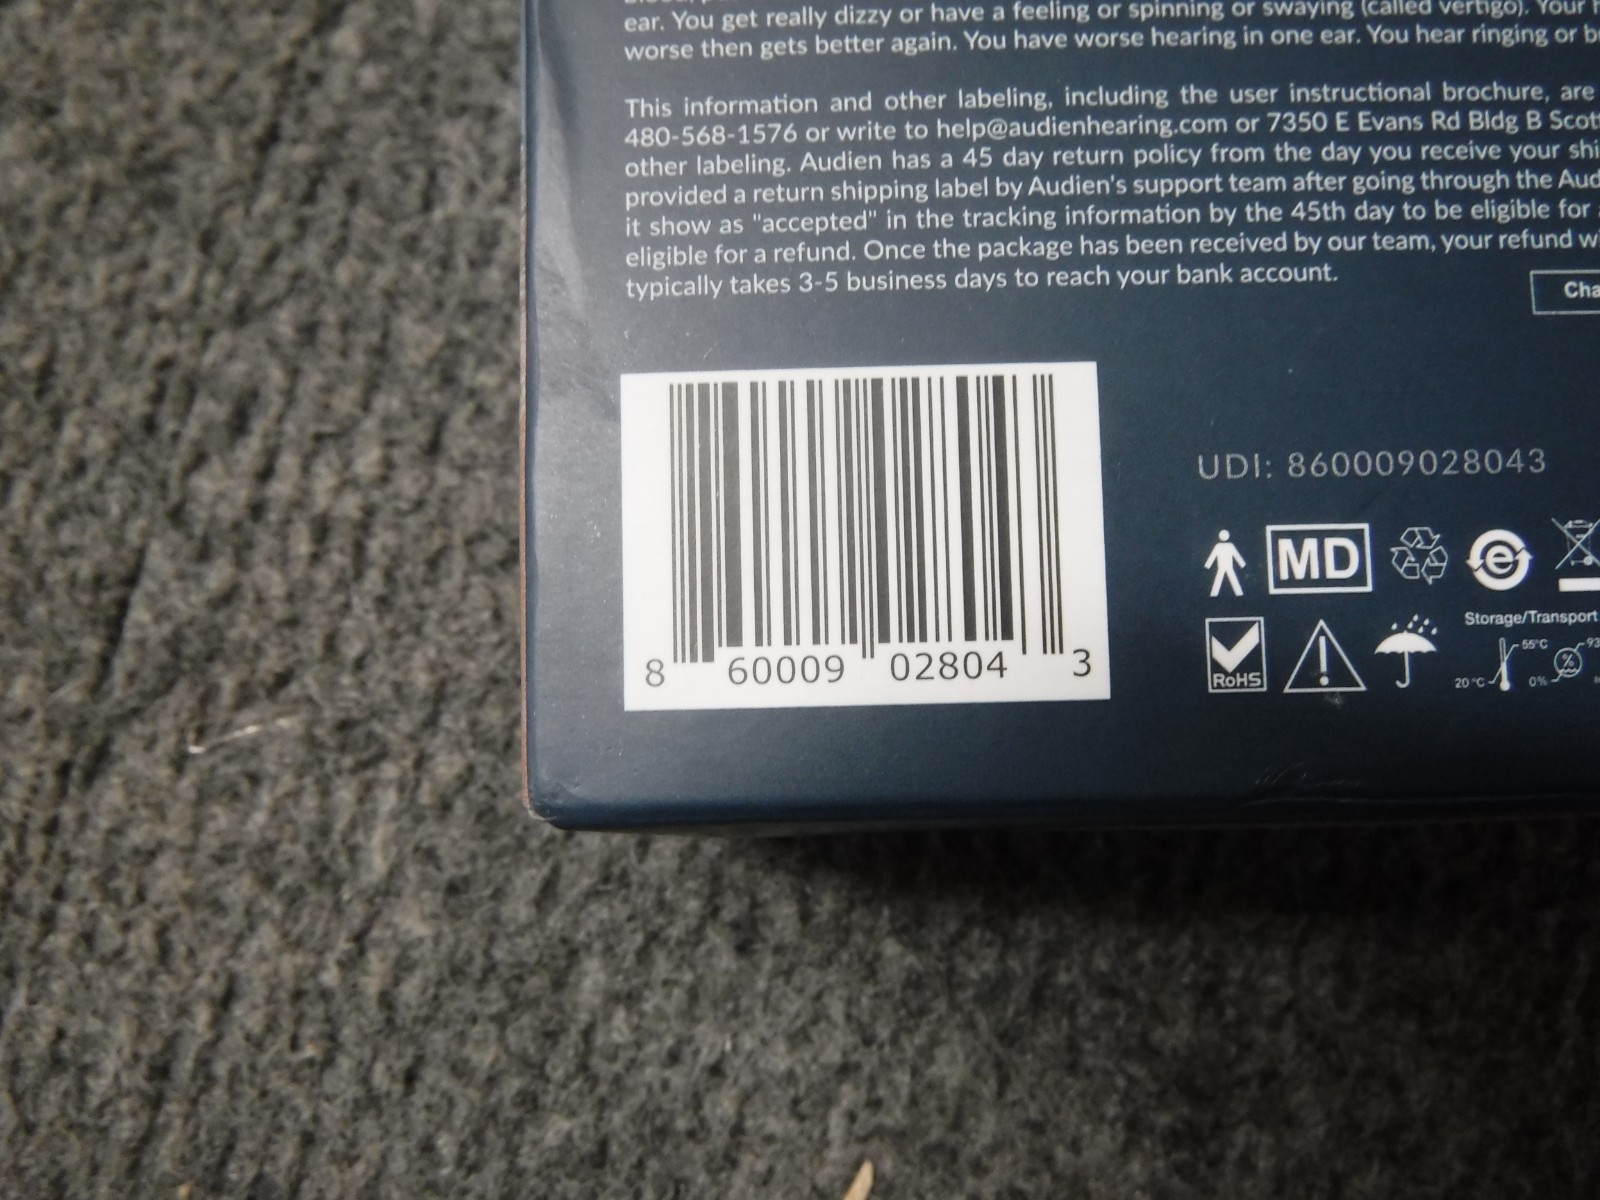 ear. You get really dizzy or have a feeling or spinning or swaying (called vertigo). Your
worse then gets better again. You have worse hearing in one ear. You hear ringing or
This information and other labeling, including the user instructional brochure, are
480-568-1576 or write to help@audienhearing.com or 7350 E Evans Rd Bldg B
other labeling. Audien has a 45 day return policy from the day you receive your
provided a return shipping label by Audien's support team after going through the
it show as "accepted" in the tracking information by the 45th day to be eligible for
eligible for a refund. Once the package has been received by our team, your refund
typically takes 3-5 business days to reach your bank account.
8 60009 02804 3
UDI: 860009028043
MD
e
Storage/Transport
RoHS
55°C
20°C
0%
%